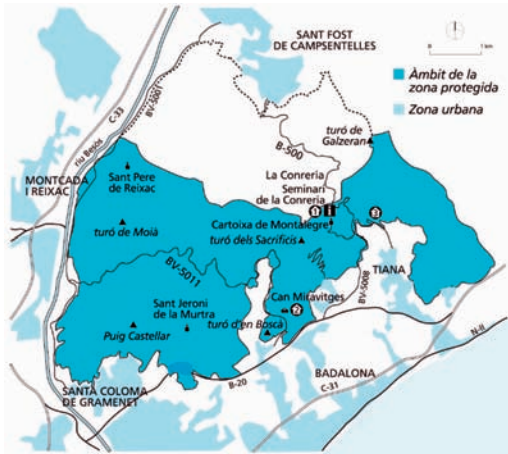 SANT FOST
DE CAMPSENTELLES
0 1 km
Àmbit de la
zona protegida
Zona urbana
C-33
BV-5001
riu Besòs
B-500
turó de
Galzeran
MONTCADA
I REIXAC
Sant Pere
de Reixac
La Conreria
Seminari
de la Conreria
1 i
3
Cartoixa de Montalegre
turó de Moià
turó dels Sacrificis
BV-5011
TIANA
BV-5008
Can Miravitges
2
Sant Jeroni
de la Murtra
turó d'en Boscà
Puig Castellar
N-II
BADALONA
B-20
C-31
SANTA COLOMA
DE GRAMENET